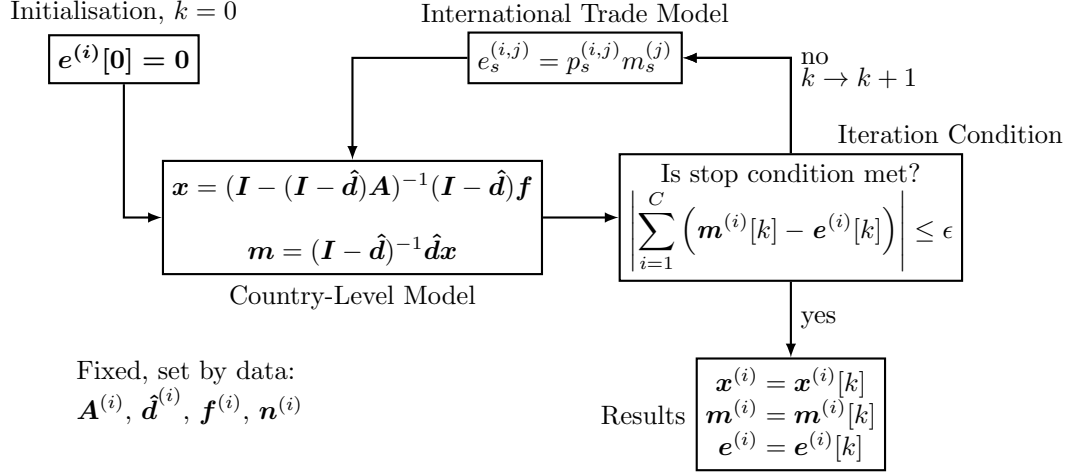 Initialisation, k = 0
e^{(i)}[0] = 0
International Trade Model
e_s^{(i,j)} = p_s^{(i,j)} m_s^{(j)}
no
k → k + 1
Iteration Condition
Is stop condition met?
|∑_{i=1}^{C} (m^{(i)}[k] − e^{(i)}[k])| ≤ ϵ
x = (I − (I − d̂)A)^{−1}(I − d̂)f
m = (I − d̂)^{−1}d̂x
Country-Level Model
yes
Fixed, set by data:
A^{(i)}, d̂^{(i)}, f^{(i)}, n^{(i)}
Results
x^{(i)} = x^{(i)}[k]
m^{(i)} = m^{(i)}[k]
e^{(i)} = e^{(i)}[k]